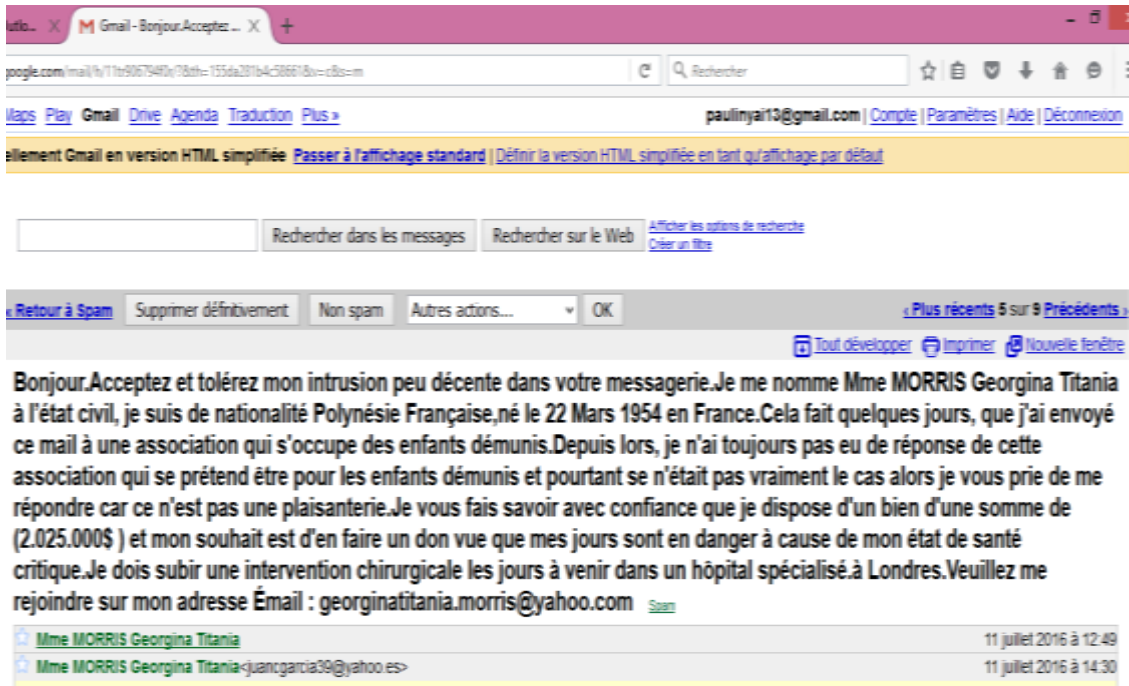 Gmail - Bonjour.Acceptez ...
google.com/mail/h/
Rechercher
Maps Play Gmail Drive Agenda Traduction Plus »
paulinyai13@gmail.com | Compte | Paramètres | Aide | Déconnexion
ellement Gmail en version HTML simplifiée Passer à l'affichage standard | Définir la version HTML simplifiée en tant qu'affichage par défaut
Rechercher dans les messages Rechercher sur le Web Afficher les options de recherche
Créer un filtre
« Retour à Spam Supprimer définitivement Non spam Autres actions.... OK ‹ Plus récents 5 sur 9 Précédents ›
Tout développer Imprimer Nouvelle fenêtre
Bonjour.Acceptez et tolérez mon intrusion peu décente dans votre messagerie.Je me nomme Mme MORRIS Georgina Titania
à l'état civil, je suis de nationalité Polynésie Française,né le 22 Mars 1954 en France.Cela fait quelques jours, que j'ai envoyé
ce mail à une association qui s'occupe des enfants démunis.Depuis lors, je n'ai toujours pas eu de réponse de cette
association qui se prétend être pour les enfants démunis et pourtant se n'était pas vraiment le cas alors je vous prie de me
répondre car ce n'est pas une plaisanterie.Je vous fais savoir avec confiance que je dispose d'un bien d'une somme de
(2.025.000$ ) et mon souhait est d'en faire un don vue que mes jours sont en danger à cause de mon état de santé
critique.Je dois subir une intervention chirurgicale les jours à venir dans un hôpital spécialisé.à Londres.Veuillez me
rejoindre sur mon adresse Émail : georginatitania.morris@yahoo.com Spam
Mme MORRIS Georgina Titania 11 juillet 2016 à 12:49
Mme MORRIS Georgina Titania<juancgarcia39@yahoo.es> 11 juillet 2016 à 14:30